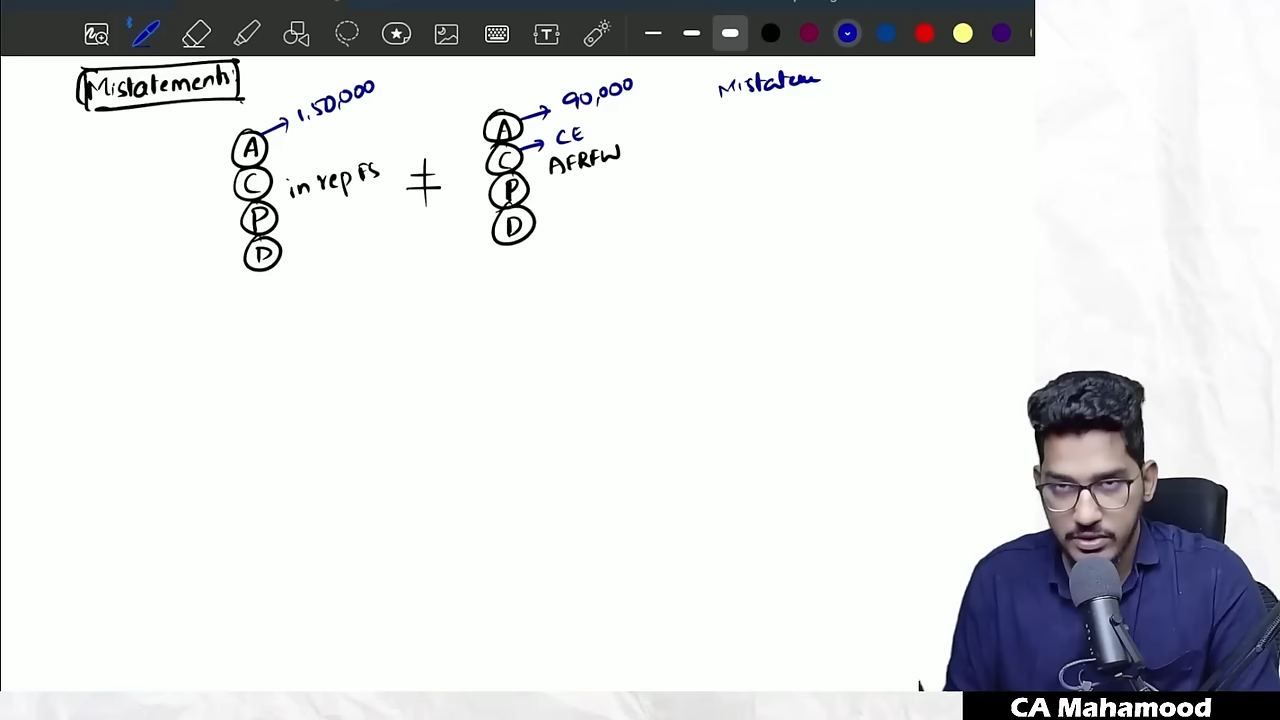 Mistatement
A → 1,50,000
C
P
D
in rep FS
≠
A → 90,000
C → CE
P
D
AFRFW
Mistatem
CA Mahamood